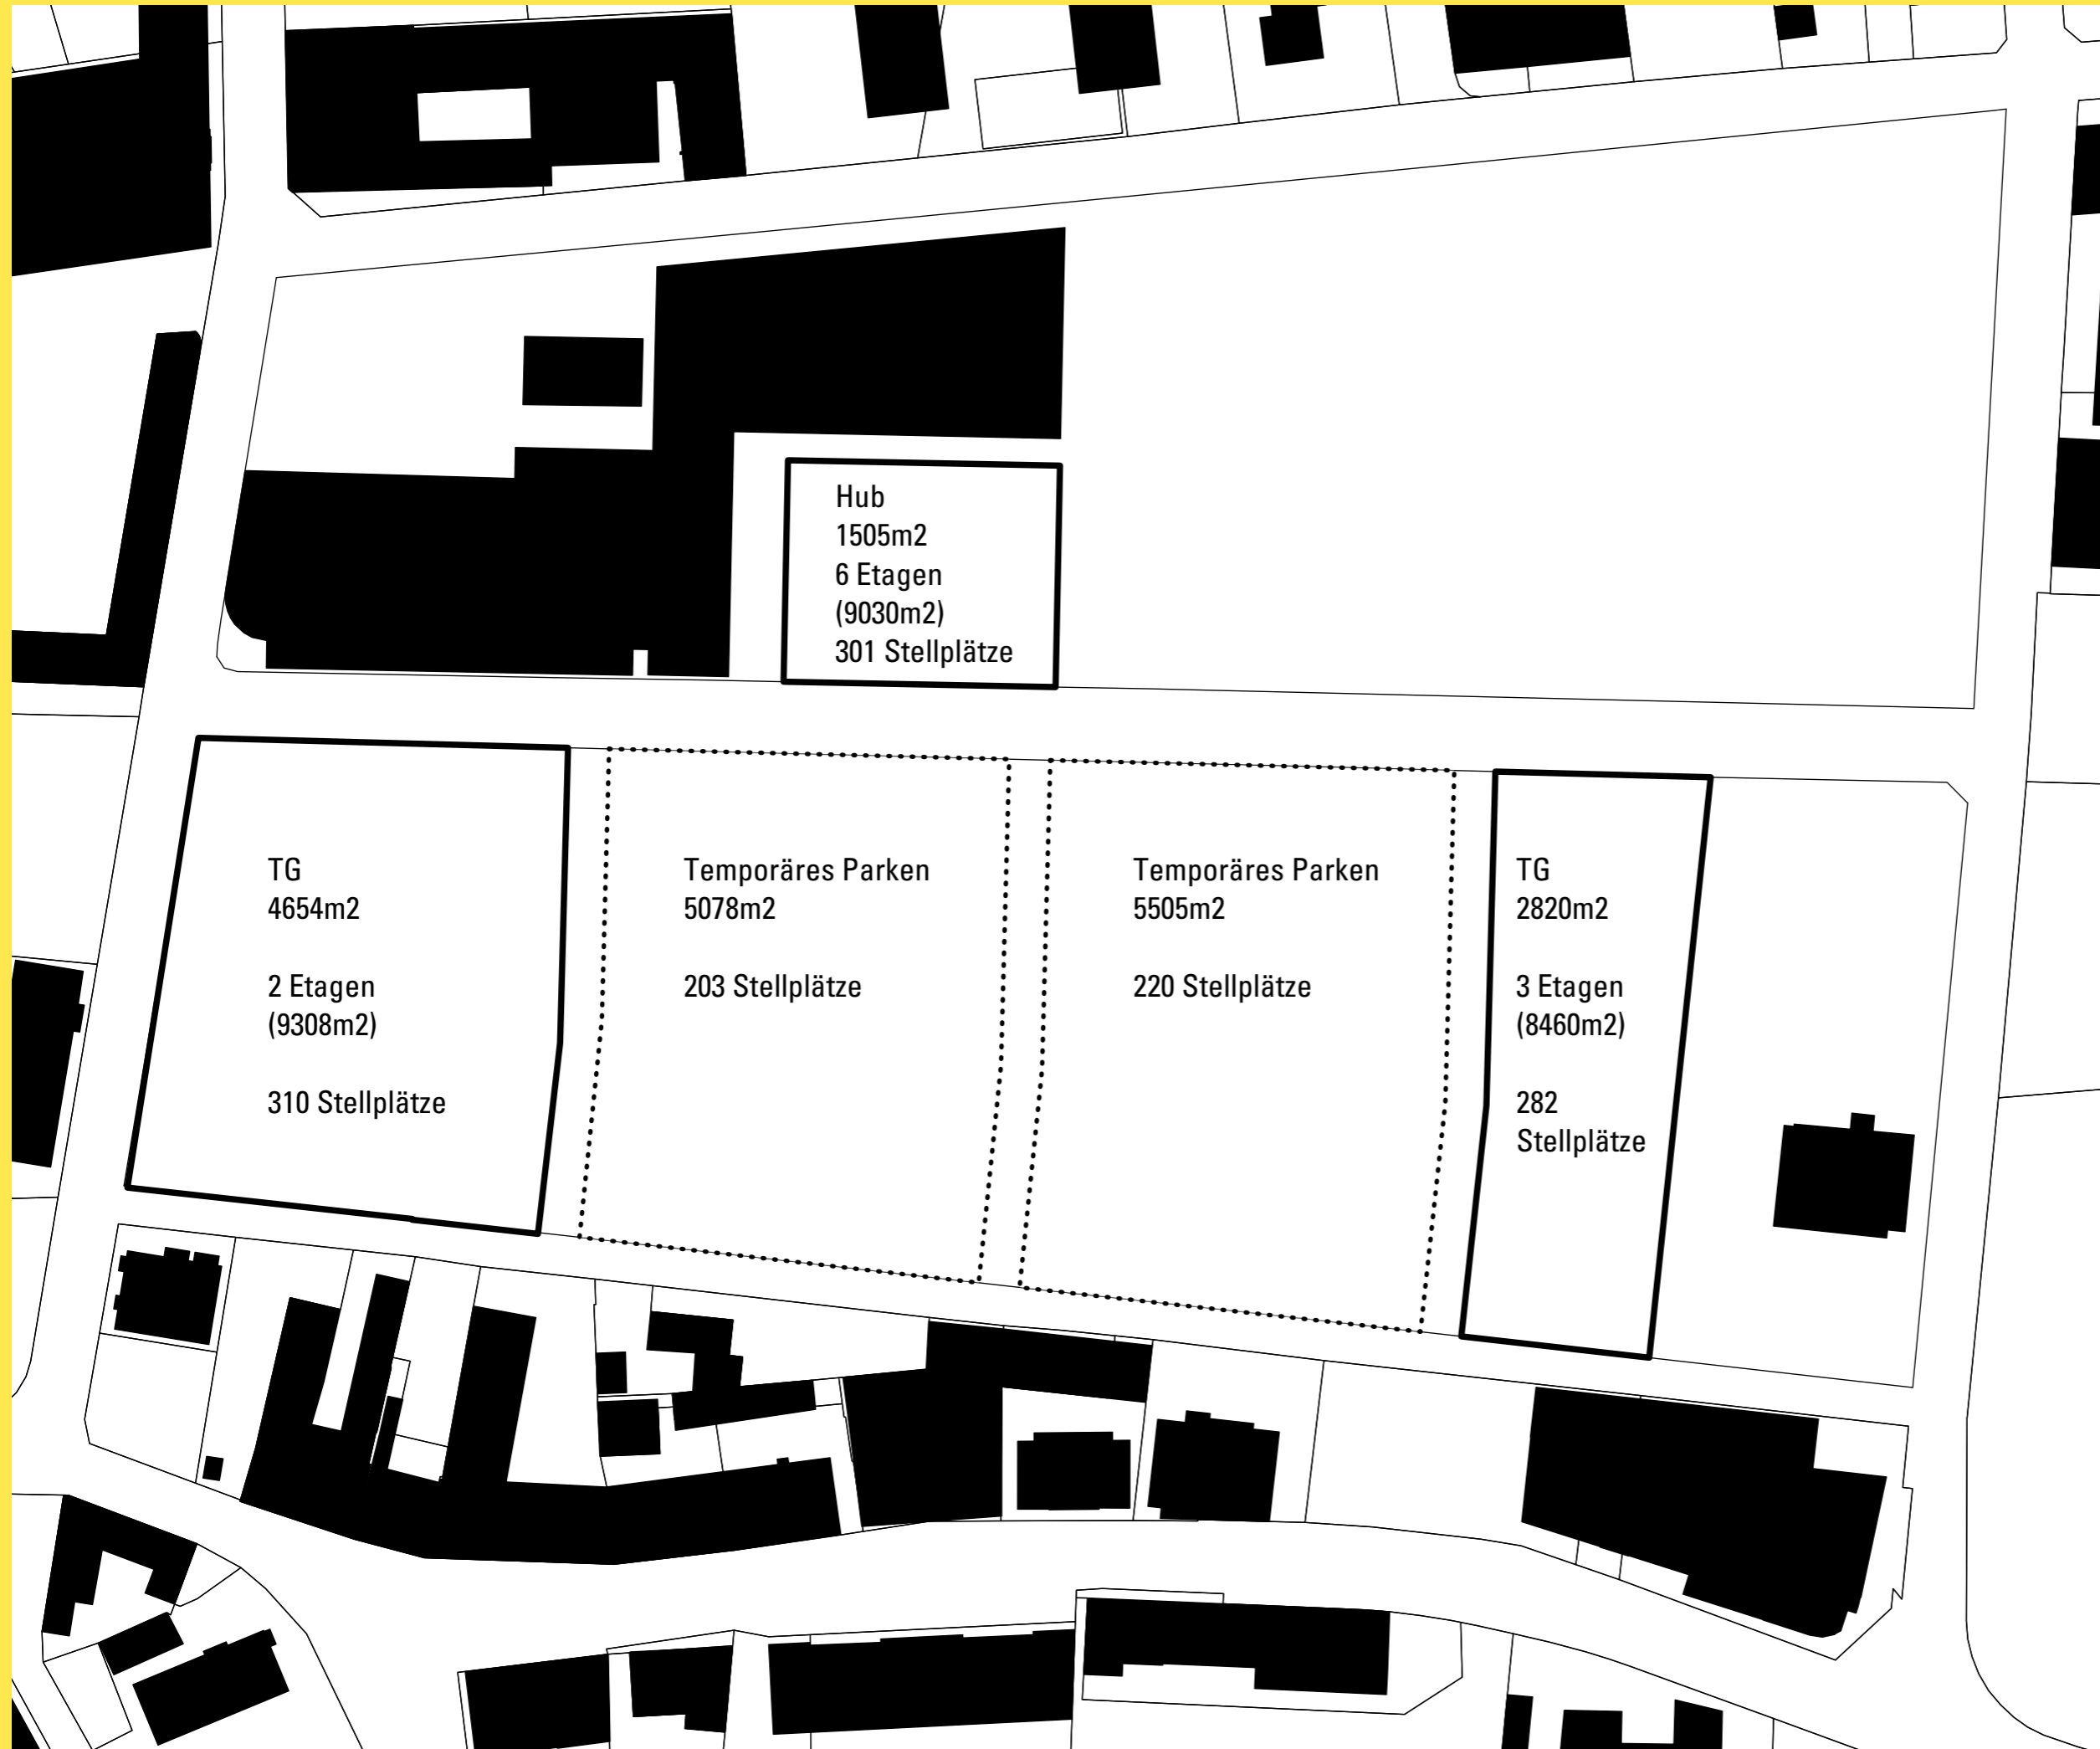 Hub
1505m2
6 Etagen
(9030m2)
301 Stellplätze
TG
4654m2
2 Etagen
(9308m2)
310 Stellplätze
Temporäres Parken
5078m2
203 Stellplätze
Temporäres Parken
5505m2
220 Stellplätze
TG
2820m2
3 Etagen
(8460m2)
282
Stellplätze